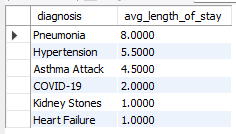 diagnosis avg_length_of_stay
Pneumonia 8.0000
Hypertension 5.5000
Asthma Attack 4.5000
COVID-19 2.0000
Kidney Stones 1.0000
Heart Failure 1.0000